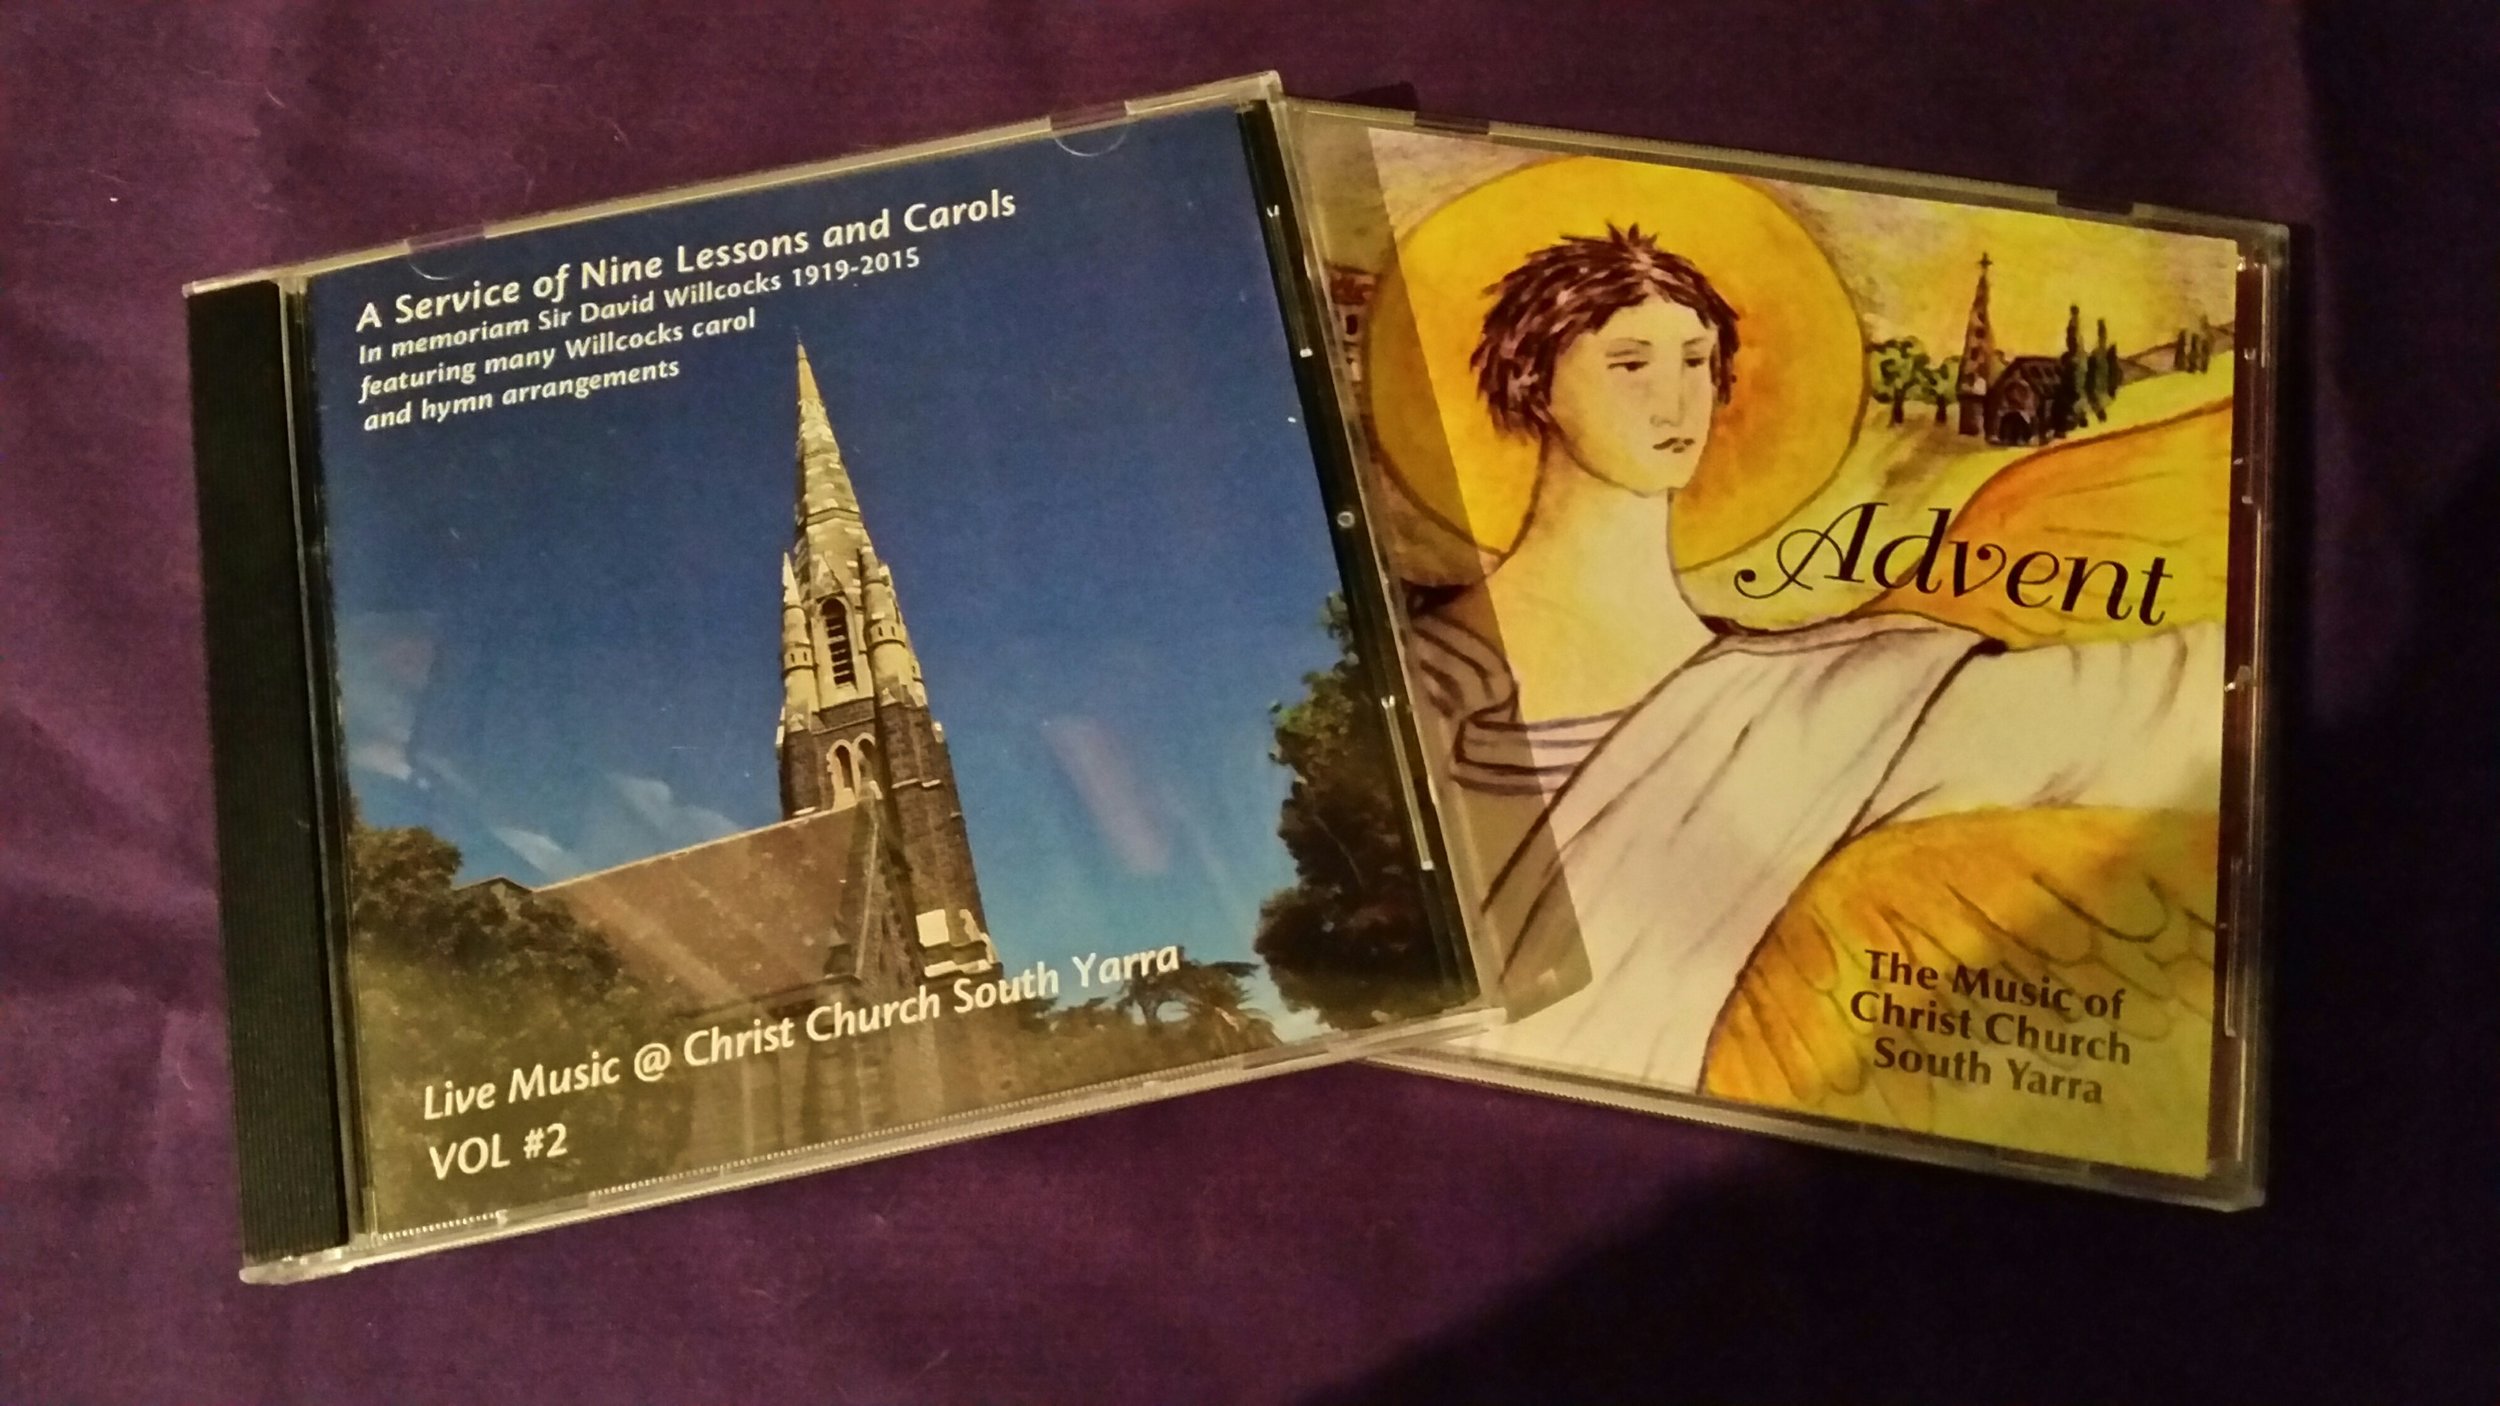 A Service of Nine Lessons and Carols
In memoriam Sir David Willcocks 1919-2015
featuring many Willcocks carol
and hymn arrangements
Live Music @ Christ Church South Yarra
VOL #2
Advent
The Music of
Christ Church
South Yarra